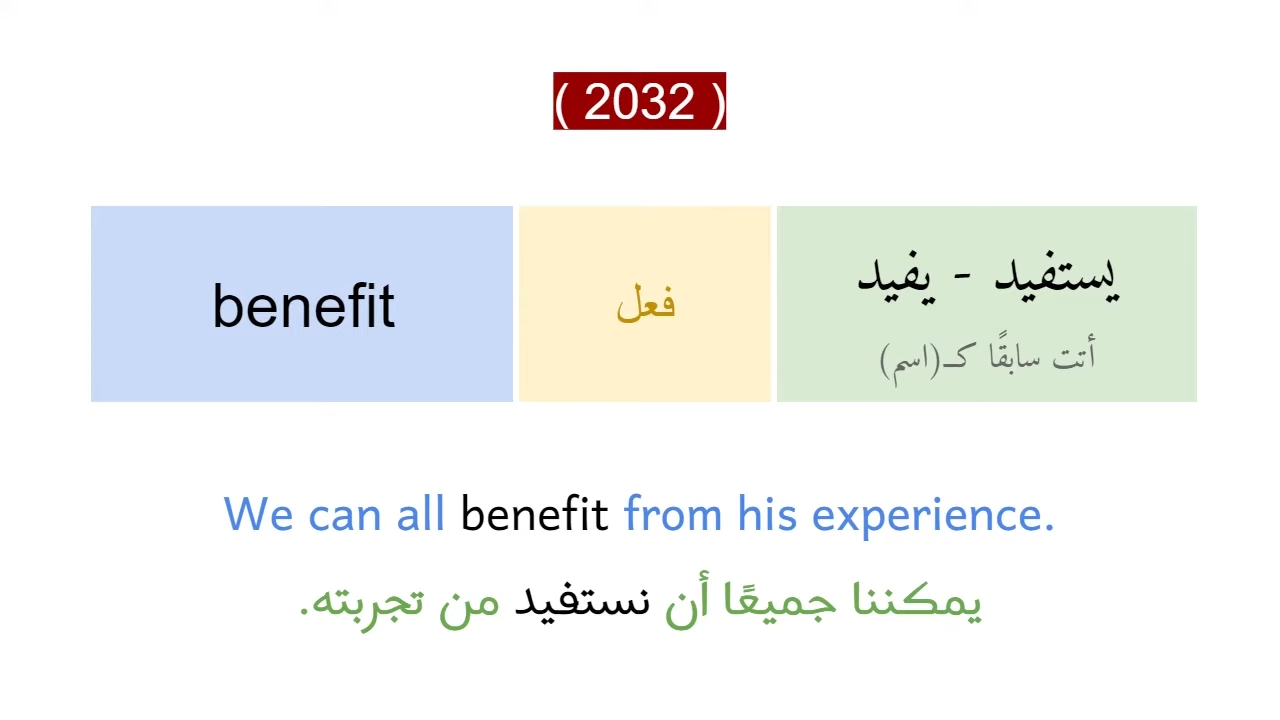 ( 2032 )
benefit
فعل
يستفيد - يفيد
أتت سابقًا كـ(اسم)
We can all benefit from his experience.
يمكننا جميعًا أن نستفيد من تجربته.